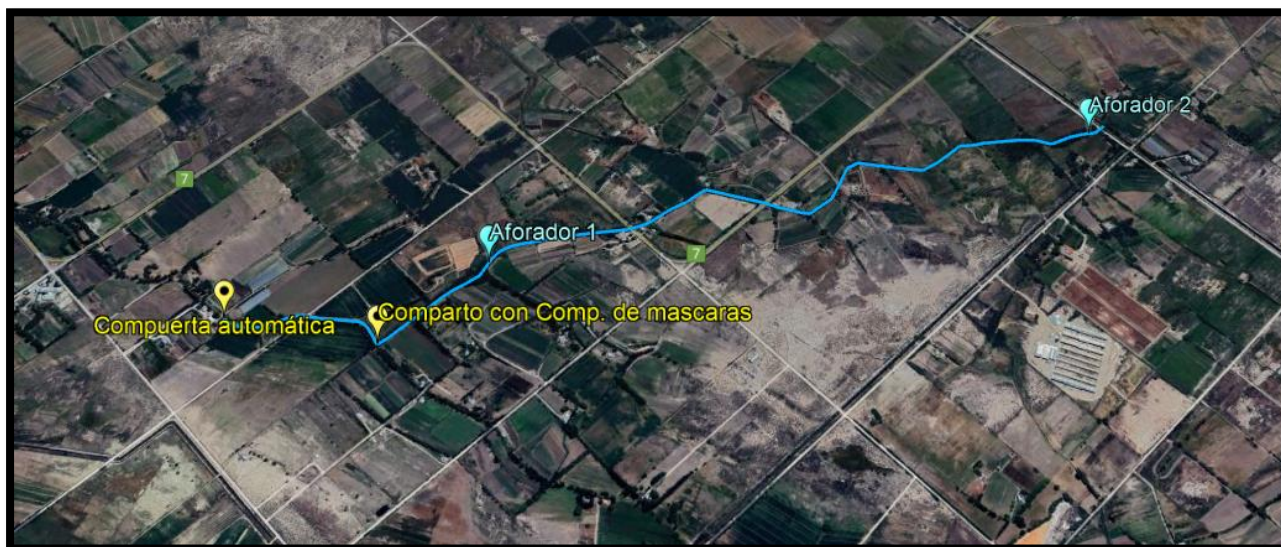 Aforador 2
7
Aforador 1
7
Comparto con Comp. de mascaras
Compuerta automática